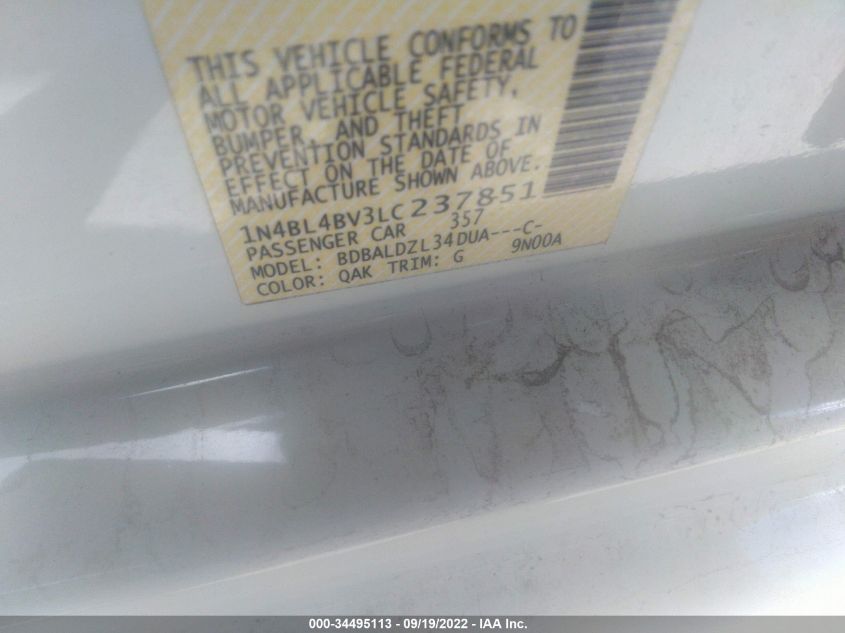 THIS VEHICLE CONFORMS TO
ALL APPLICABLE FEDERAL
MOTOR VEHICLE SAFETY,
BUMPER, AND THEFT
PREVENTION STANDARDS IN
EFFECT ON THE DATE OF
MANUFACTURE SHOWN ABOVE.
1N4BL4BV3LC237851
PASSENGER CAR 357
MODEL: BDBALDZL34DUA---C-
9N00A
COLOR: QAK TRIM: G
000-34495113 - 09/19/2022 - IAA Inc.